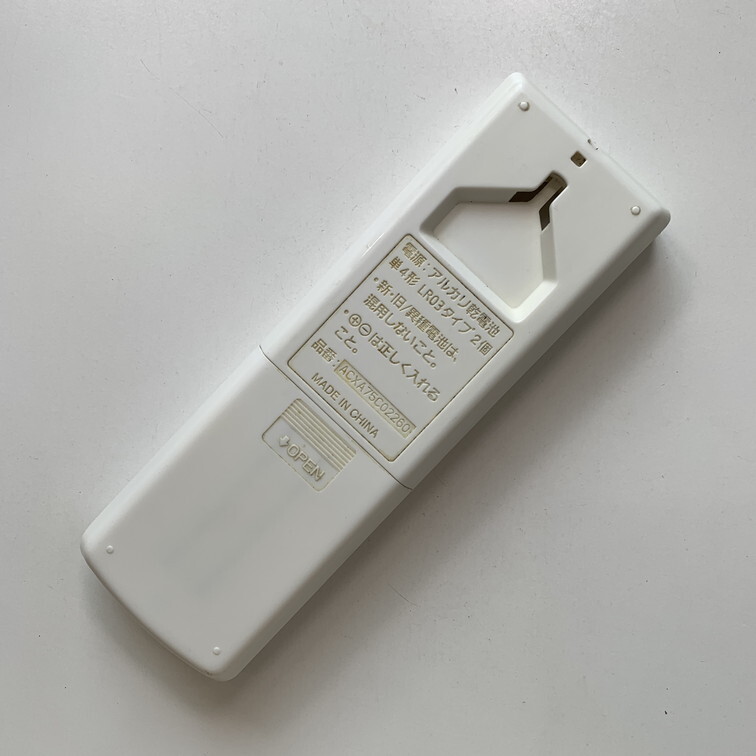 電源：アルカリ乾電池
単4形 LR03タイプ 2個
・新・旧/異種電池は、
混用しないこと。
・⊕⊖は正しく入れる
こと。
品番：ACXA75C02260
MADE IN CHINA
OPEN